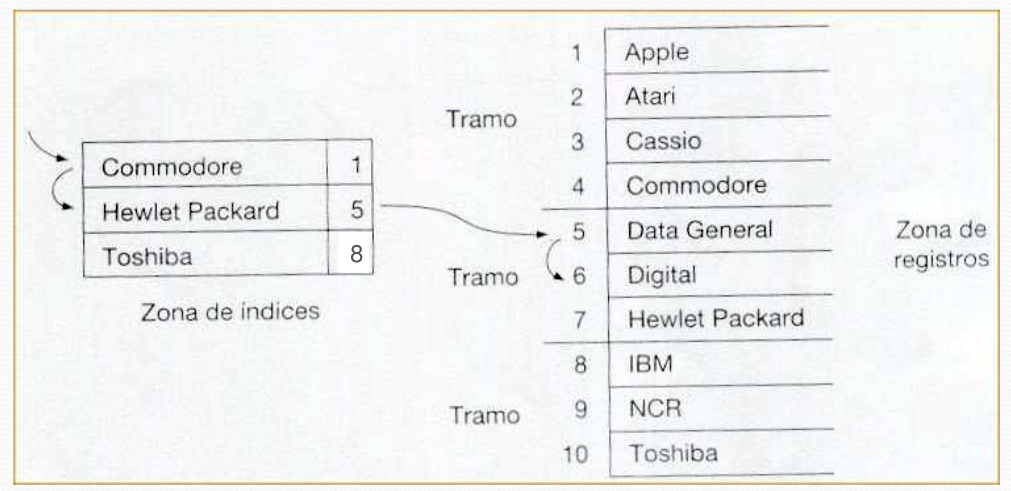 Commodore 1
Hewlet Packard 5
Toshiba 8
Zona de índices
Tramo
Tramo
Tramo
1 Apple
2 Atari
3 Cassio
4 Commodore
5 Data General
6 Digital
7 Hewlet Packard
8 IBM
9 NCR
10 Toshiba
Zona de
registros